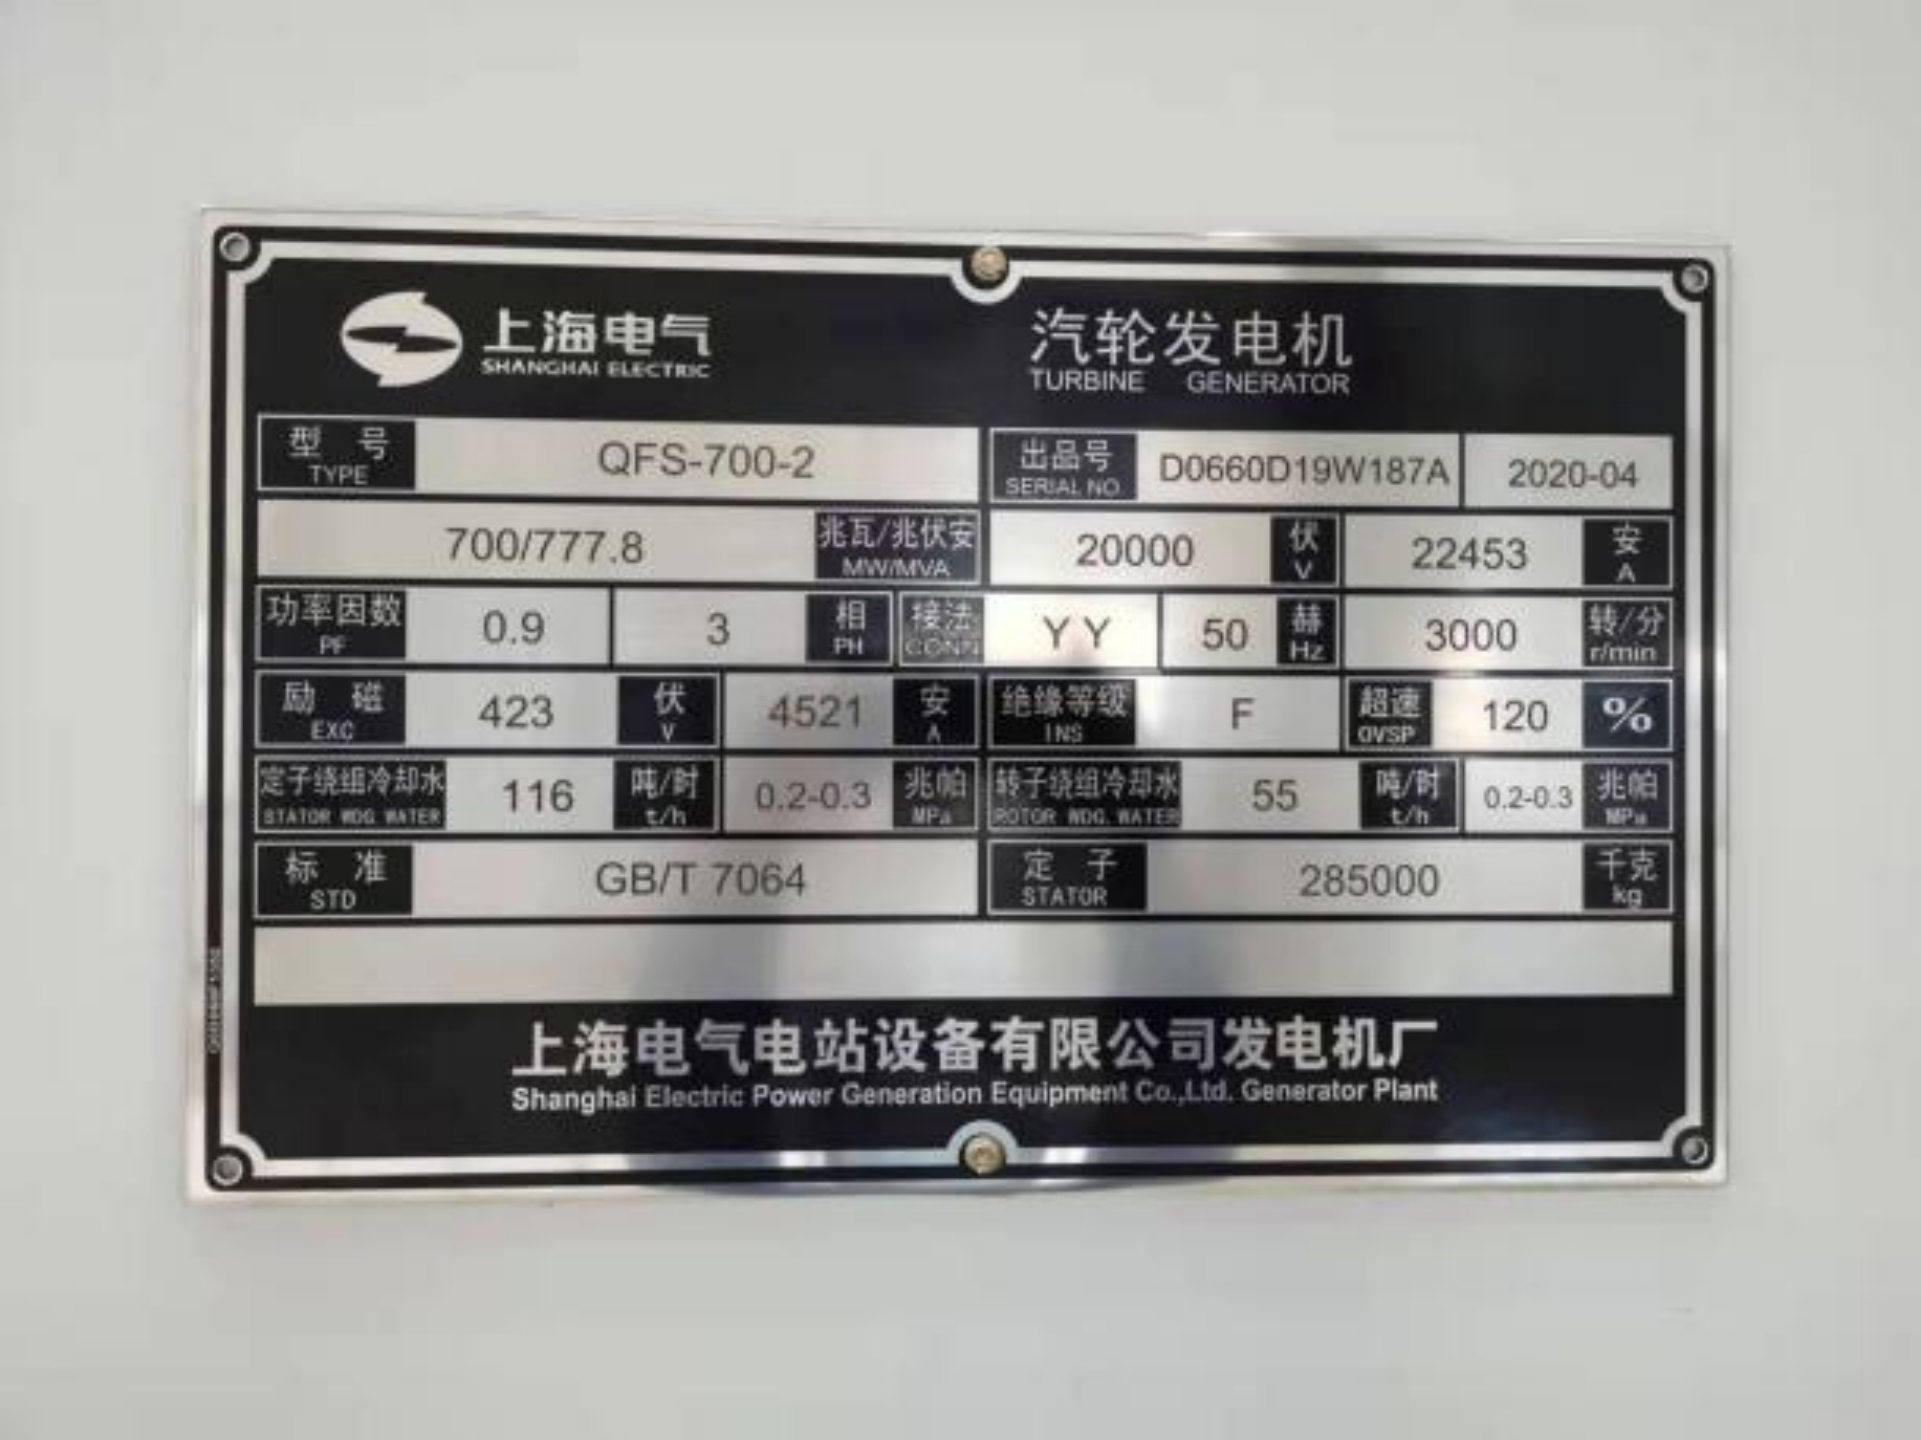 上海电气
SHANGHAI ELECTRIC
汽轮发电机
TURBINE GENERATOR
型 号 QFS-700-2 出品号 D0660D19W187A 2020-04
TYPE SERIAL NO.
700/777.8 兆瓦/兆伏安 20000 伏 22453 安
MW/MVA V A
功率因数 0.9 3 相 接法 YY 50 赫 3000 转/分
PF PH CONN Hz r/min
励 磁 423 伏 4521 安 绝缘等级 F 超速 120 %
EXC V A INS OVSP
定子绕组冷却水 116 吨/时 0.2-0.3 兆帕 转子绕组冷却水 55 吨/时 0.2-0.3 兆帕
STATOR WDG. WATER t/h MPa ROTOR WDG. WATER t/h MPa
标 准 GB/T 7064 定 子 285000 千克
STD STATOR kg
上海电气电站设备有限公司发电机厂
Shanghai Electric Power Generation Equipment Co.,Ltd. Generator Plant